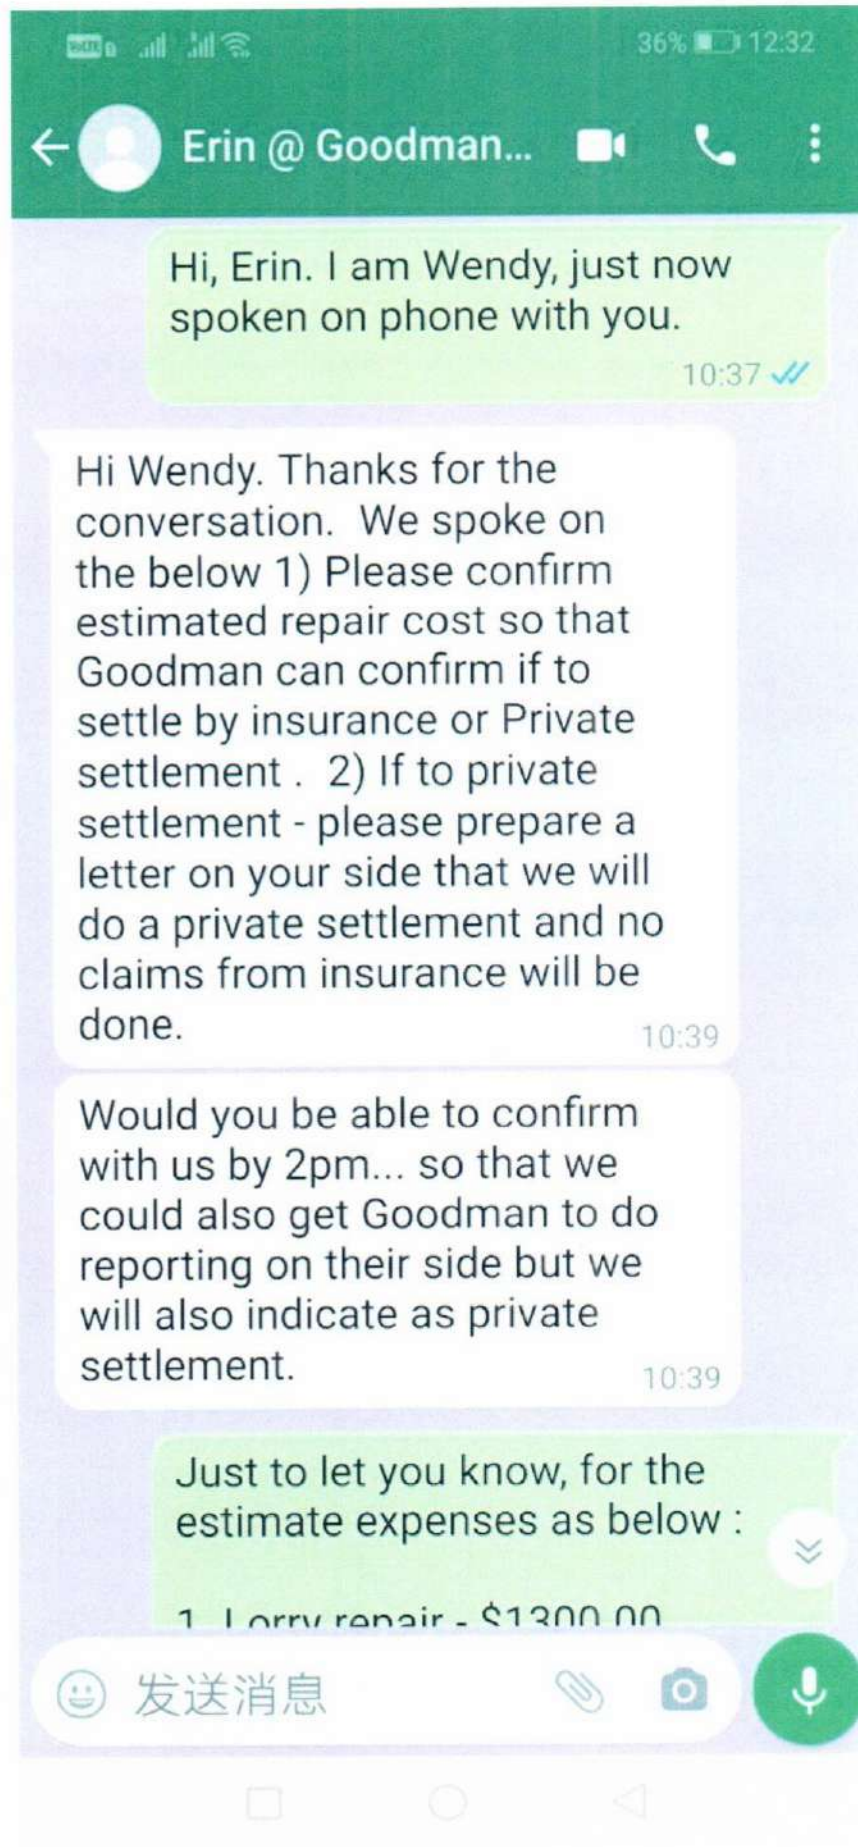 36% 12:32
Erin @ Goodman...
Hi, Erin. I am Wendy, just now
spoken on phone with you.
10:37
Hi Wendy. Thanks for the
conversation.  We spoke on
the below 1) Please confirm
estimated repair cost so that
Goodman can confirm if to
settle by insurance or Private
settlement .  2) If to private
settlement - please prepare a
letter on your side that we will
do a private settlement and no
claims from insurance will be
done.
10:39
Would you be able to confirm
with us by 2pm... so that we
could also get Goodman to do
reporting on their side but we
will also indicate as private
settlement.
10:39
Just to let you know, for the
estimate expenses as below :
1. Lorry repair - $1300.00
发送消息